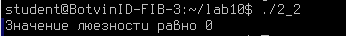 student@BotvinID-FIB-3:~/lab10$ ./2_2
Значение люезности равно 0